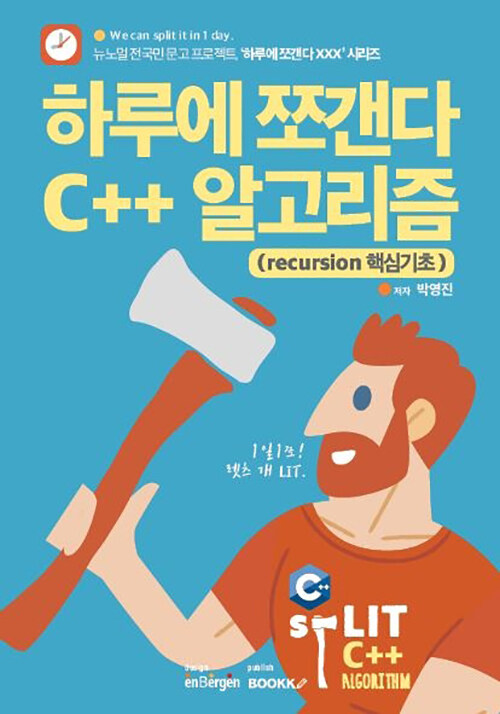 We can split it in 1 day.
뉴 노멀 전국민 문고 프로젝트, '하루에 쪼갠다 XXX' 시리즈
하루에 쪼갠다
C++ 알고리즘
(recursion 핵심기초)
저자 박영진
1일1쪼!
렛츠 개 LIT.
C++
SPLIT
C++
ALGORITHM
design
enBergen
publish
BOOKK